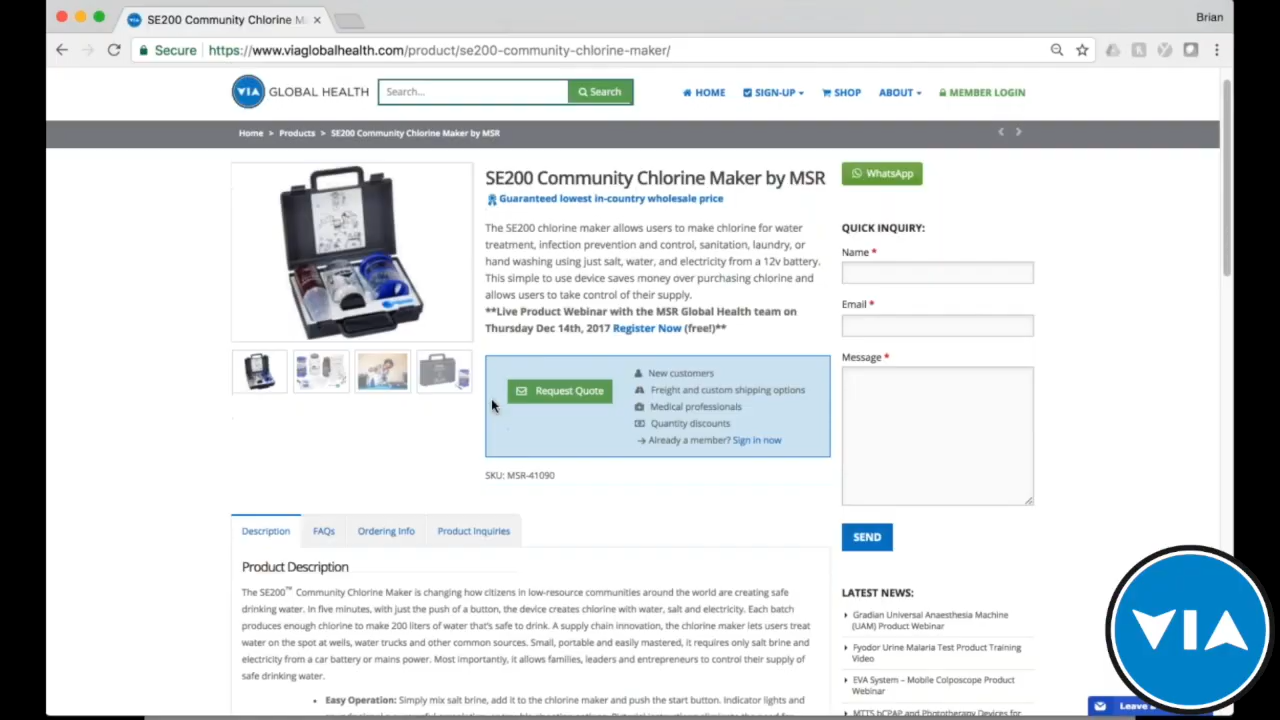 SE200 Community Chlorine M
Brian
Secure
https://www.viaglobalhealth.com/product/se200-community-chlorine-maker/
VIA GLOBAL HEALTH
Search...
Search
HOME
SIGN-UP
SHOP
ABOUT
MEMBER LOGIN
Home > Products > SE200 Community Chlorine Maker by MSR
SE200 Community Chlorine Maker by MSR
Guaranteed lowest in-country wholesale price
The SE200 chlorine maker allows users to make chlorine for water
treatment, infection prevention and control, sanitation, laundry, or
hand washing using just salt, water, and electricity from a 12v battery.
This simple to use device saves money over purchasing chlorine and
allows users to take control of their supply.
**Live Product Webinar with the MSR Global Health team on
Thursday Dec 14th, 2017 Register Now (free!)**
Request Quote
New customers
Freight and custom shipping options
Medical professionals
Quantity discounts
Already a member? Sign in now
SKU: MSR-41090
WhatsApp
QUICK INQUIRY:
Name *
Email *
Message *
SEND
Description
FAQs
Ordering Info
Product Inquiries
Product Description
The SE200™ Community Chlorine Maker is changing how citizens in low-resource communities around the world are creating safe
drinking water. In five minutes, with just the push of a button, the device creates chlorine with water, salt and electricity. Each batch
produces enough chlorine to make 200 liters of water that's safe to drink. A supply chain innovation, the chlorine maker lets users treat
water on the spot at wells, water trucks and other common sources. Small, portable and easily mastered, it requires only salt brine and
electricity from a car battery or mains power. Most importantly, it allows families, leaders and entrepreneurs to control their supply of
safe drinking water.
• Easy Operation: Simply mix salt brine, add it to the chlorine maker and push the start button. Indicator lights and
LATEST NEWS:
Gradian Universal Anaesthesia Machine
(UAM) Product Webinar
Fyodor Urine Malaria Test Product Training
Video
EVA System – Mobile Colposcope Product
Webinar
MTTS bCPAP and Phototherapy Devices for
Leave
VIA